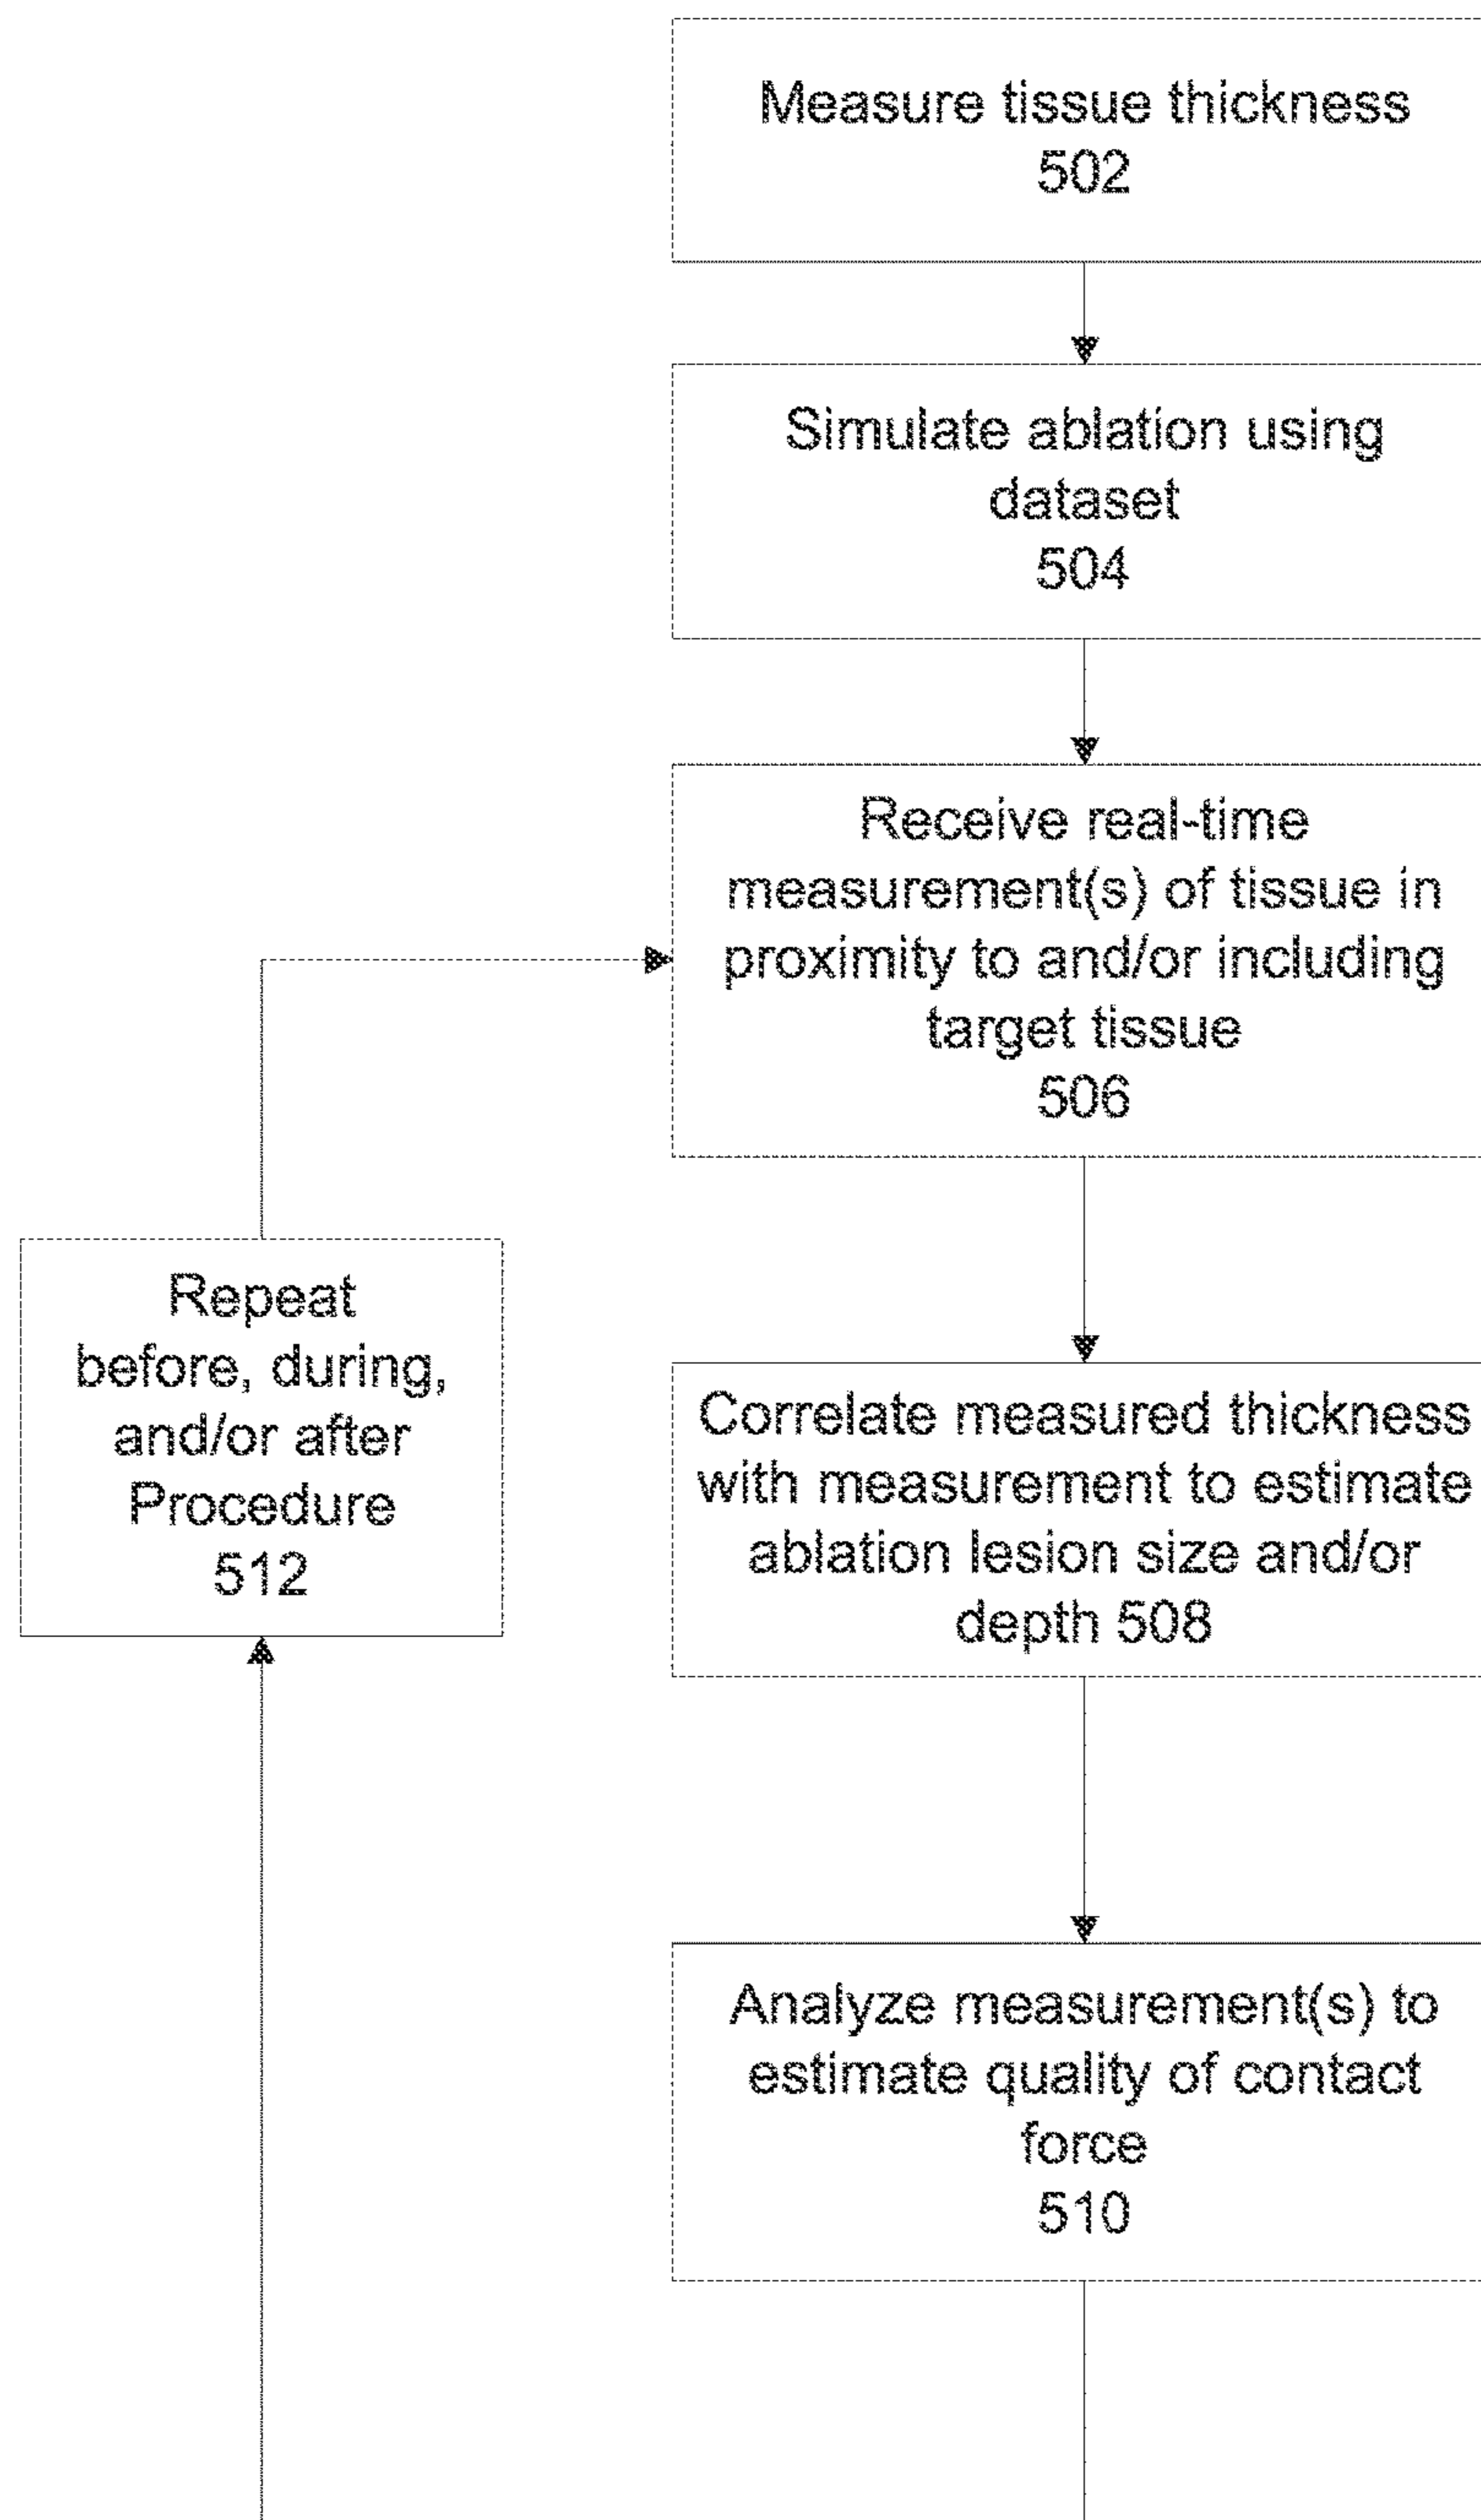 Measure tissue thickness
502
Simulate ablation using
dataset
504
Receive real-time
measurement(s) of tissue in
proximity to and/or including
target tissue
506
Correlate measured thickness
with measurement to estimate
ablation lesion size and/or
depth 508
Analyze measurement(s) to
estimate quality of contact
force
510
Repeat
before, during,
and/or after
Procedure
512